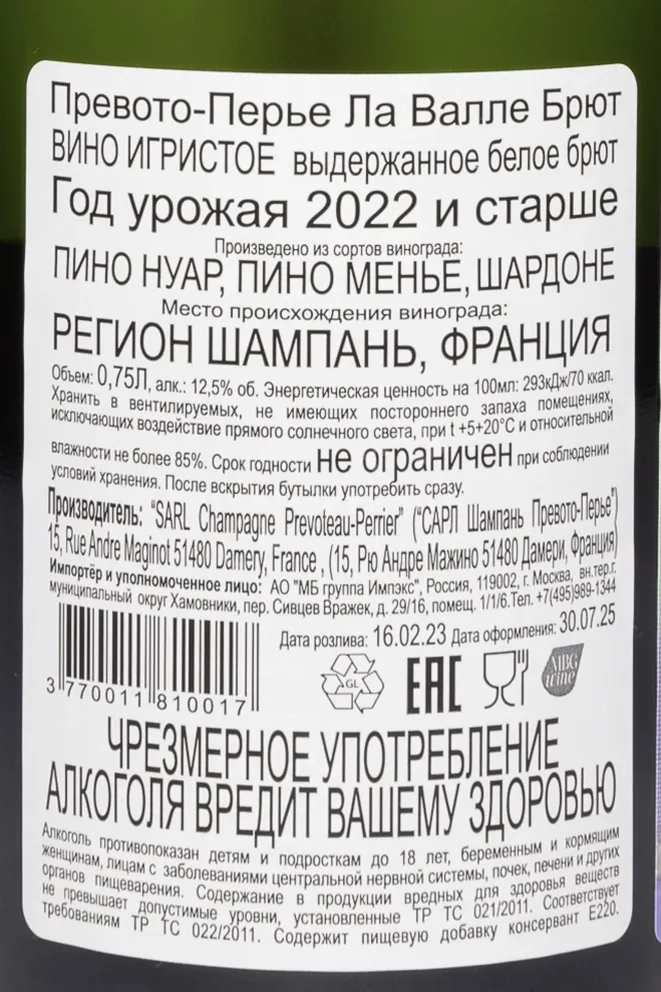 Превото-Перье Ла Валле Брют
ВИНО ИГРИСТОЕ выдержанное белое брют
Год урожая 2022 и старше
Произведено из сортов винограда:
ПИНО НУАР, ПИНО МЕНЬЕ, ШАРДОНЕ
Место происхождения винограда:
РЕГИОН ШАМПАНЬ, ФРАНЦИЯ
Объем: 0,75Л, алк.: 12,5% об. Энергетическая ценность на 100мл: 293кДж/70 ккал.
Хранить в вентилируемых, не имеющих постороннего запаха помещениях,
исключающих воздействие прямого солнечного света, при t +5+20°С и относительной
влажности не более 85%. Срок годности не ограничен при соблюдении
условий хранения. После вскрытия бутылки употребить сразу.
Производитель: "SARL Champagne Prevoteau-Perrier" ("САРЛ Шампань Превото-Перье")
15, Rue Andre Maginot 51480 Damery, France , (15, Рю Андре Мажино 51480 Дамери, Франция)
Импортёр и уполномоченное лицо: АО "МБ группа Импэкс", Россия, 119002, г. Москва, вн.тер.г.
муниципальный округ Хамовники, пер. Сивцев Вражек, д. 29/16, помещ. 1/1/6.Тел. +7(495)989-1344
Дата розлива: 16.02.23 Дата оформления: 30.07.25
3 770011 810017
GL
EAC
MBG
wine
ЧРЕЗМЕРНОЕ УПОТРЕБЛЕНИЕ
АЛКОГОЛЯ ВРЕДИТ ВАШЕМУ ЗДОРОВЬЮ
Алкоголь противопоказан детям и подросткам до 18 лет, беременным и кормящим
женщинам, лицам с заболеваниями центральной нервной системы, почек, печени и других
органов пищеварения. Содержание в продукции вредных для здоровья веществ
не превышает допустимые уровни, установленные ТР ТС 021/2011. Соответствует
требованиям ТР ТС 022/2011. Содержит пищевую добавку консервант Е220.